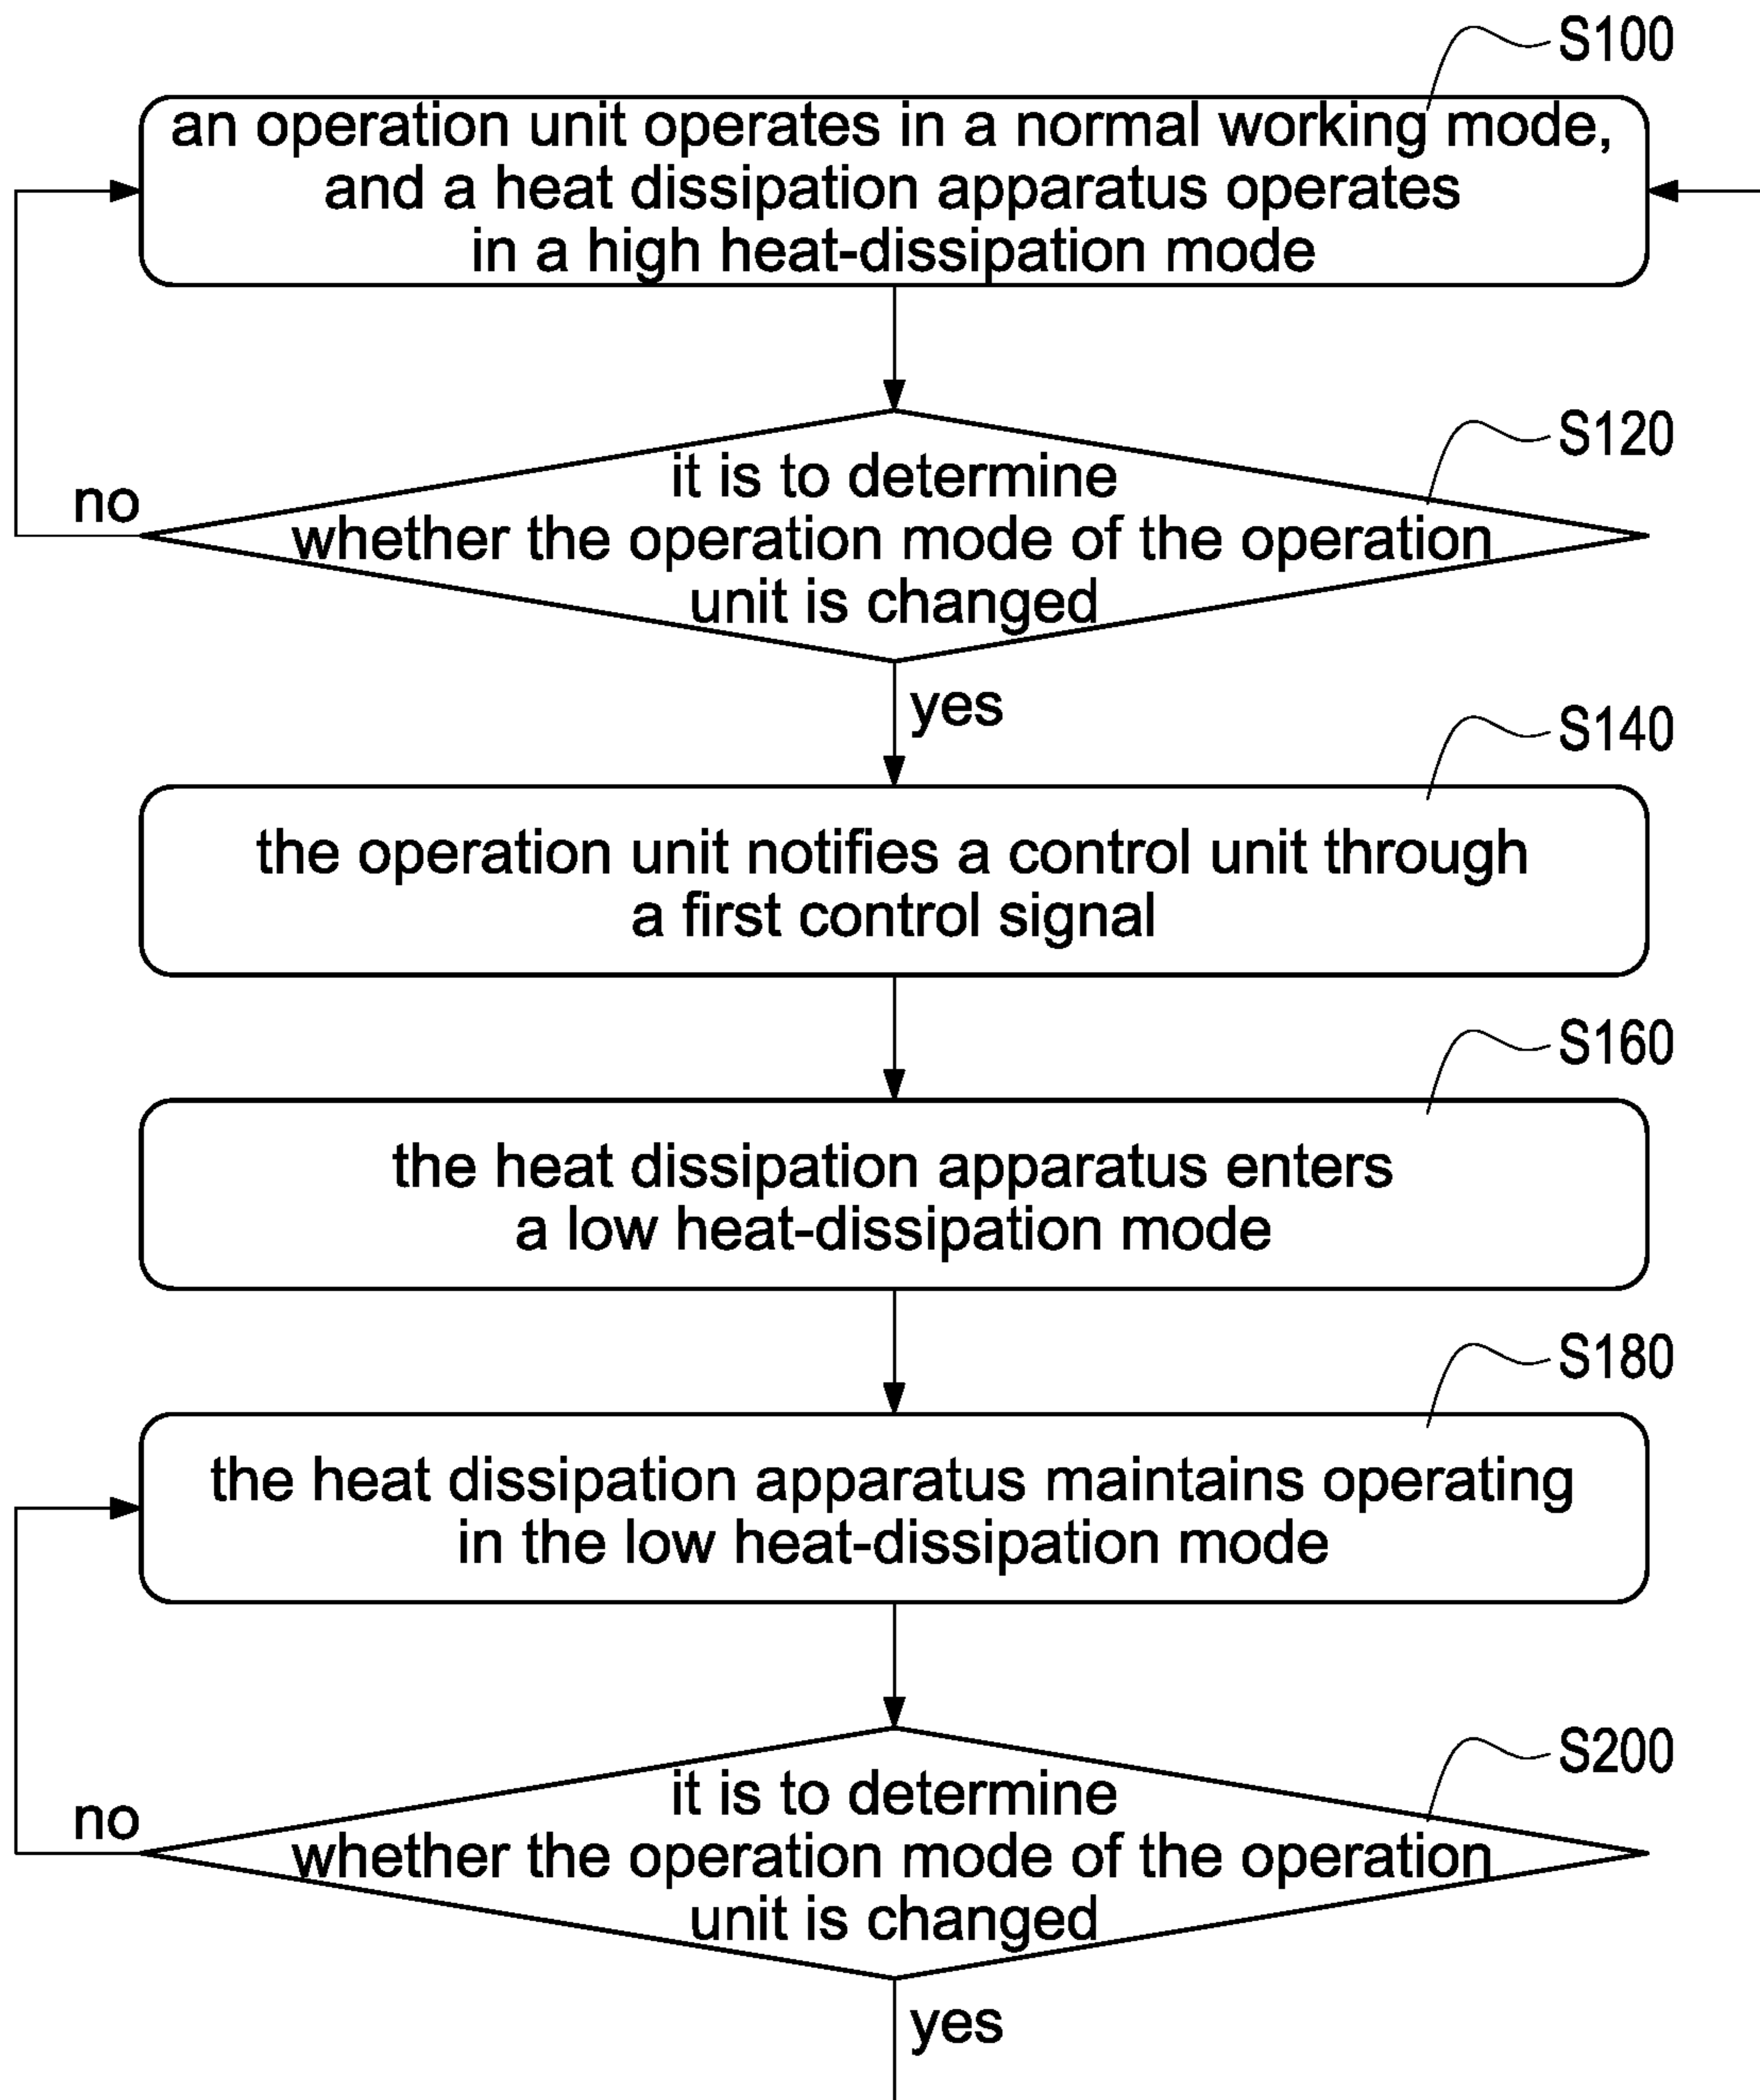 S100
an operation unit operates in a normal working mode,
and a heat dissipation apparatus operates
in a high heat-dissipation mode
S120
it is to determine
no
whether the operation mode of the operation
unit is changed
yes
S140
the operation unit notifies a control unit through
a first control signal
S160
the heat dissipation apparatus enters
a low heat-dissipation mode
S180
the heat dissipation apparatus maintains operating
in the low heat-dissipation mode
S200
it is to determine
no
whether the operation mode of the operation
unit is changed
yes